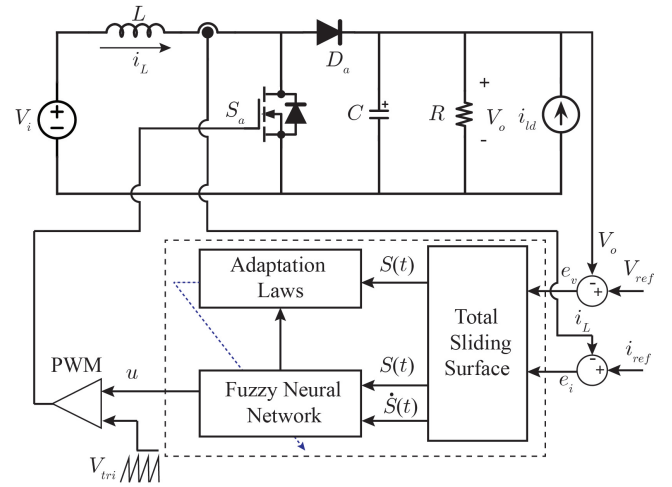 L
i_L
D_a
V_i
S_a
C
R
+
V_o
-
i_ld
V_o
Adaptation
Laws
S(t)
Total
Sliding
Surface
e_v
-
+
V_ref
i_L
PWM
u
Fuzzy Neural
Network
S(t)
Ṡ(t)
e_i
-
+
i_ref
V_tri